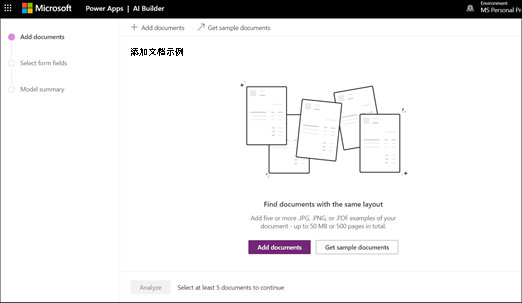 Microsoft Power Apps | AI Builder
Environment
MS Personal Pr
Add documents
Select form fields
Model summary
Add documents Get sample documents
添加文档示例
Find documents with the same layout
Add five or more .JPG, .PNG, or .PDF examples of your
document - up to 50 MB or 500 pages in total.
Add documents Get sample documents
Analyze Select at least 5 documents to continue